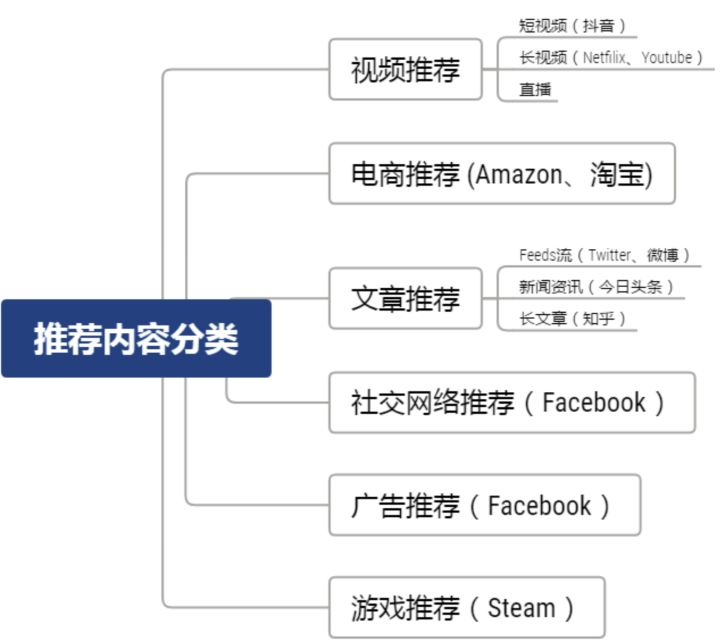 推荐内容分类
视频推荐
短视频（抖音）
长视频（Netfilix、Youtube）
直播
电商推荐 (Amazon、淘宝)
文章推荐
Feeds流（Twitter、微博）
新闻资讯（今日头条）
长文章（知乎）
社交网络推荐（Facebook）
广告推荐（Facebook）
游戏推荐（Steam）